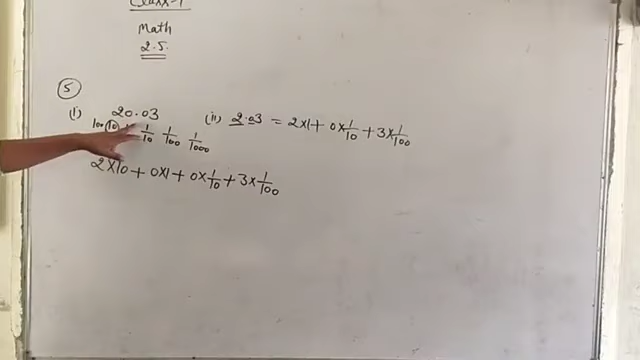 Math
2.5.
5
(i) 20.03
100 10 1/10 1/100 1/1000
2×10 + 0×1 + 0×1/10 + 3×1/100
(ii) 2.03 = 2×1 + 0×1/10 + 3×1/100